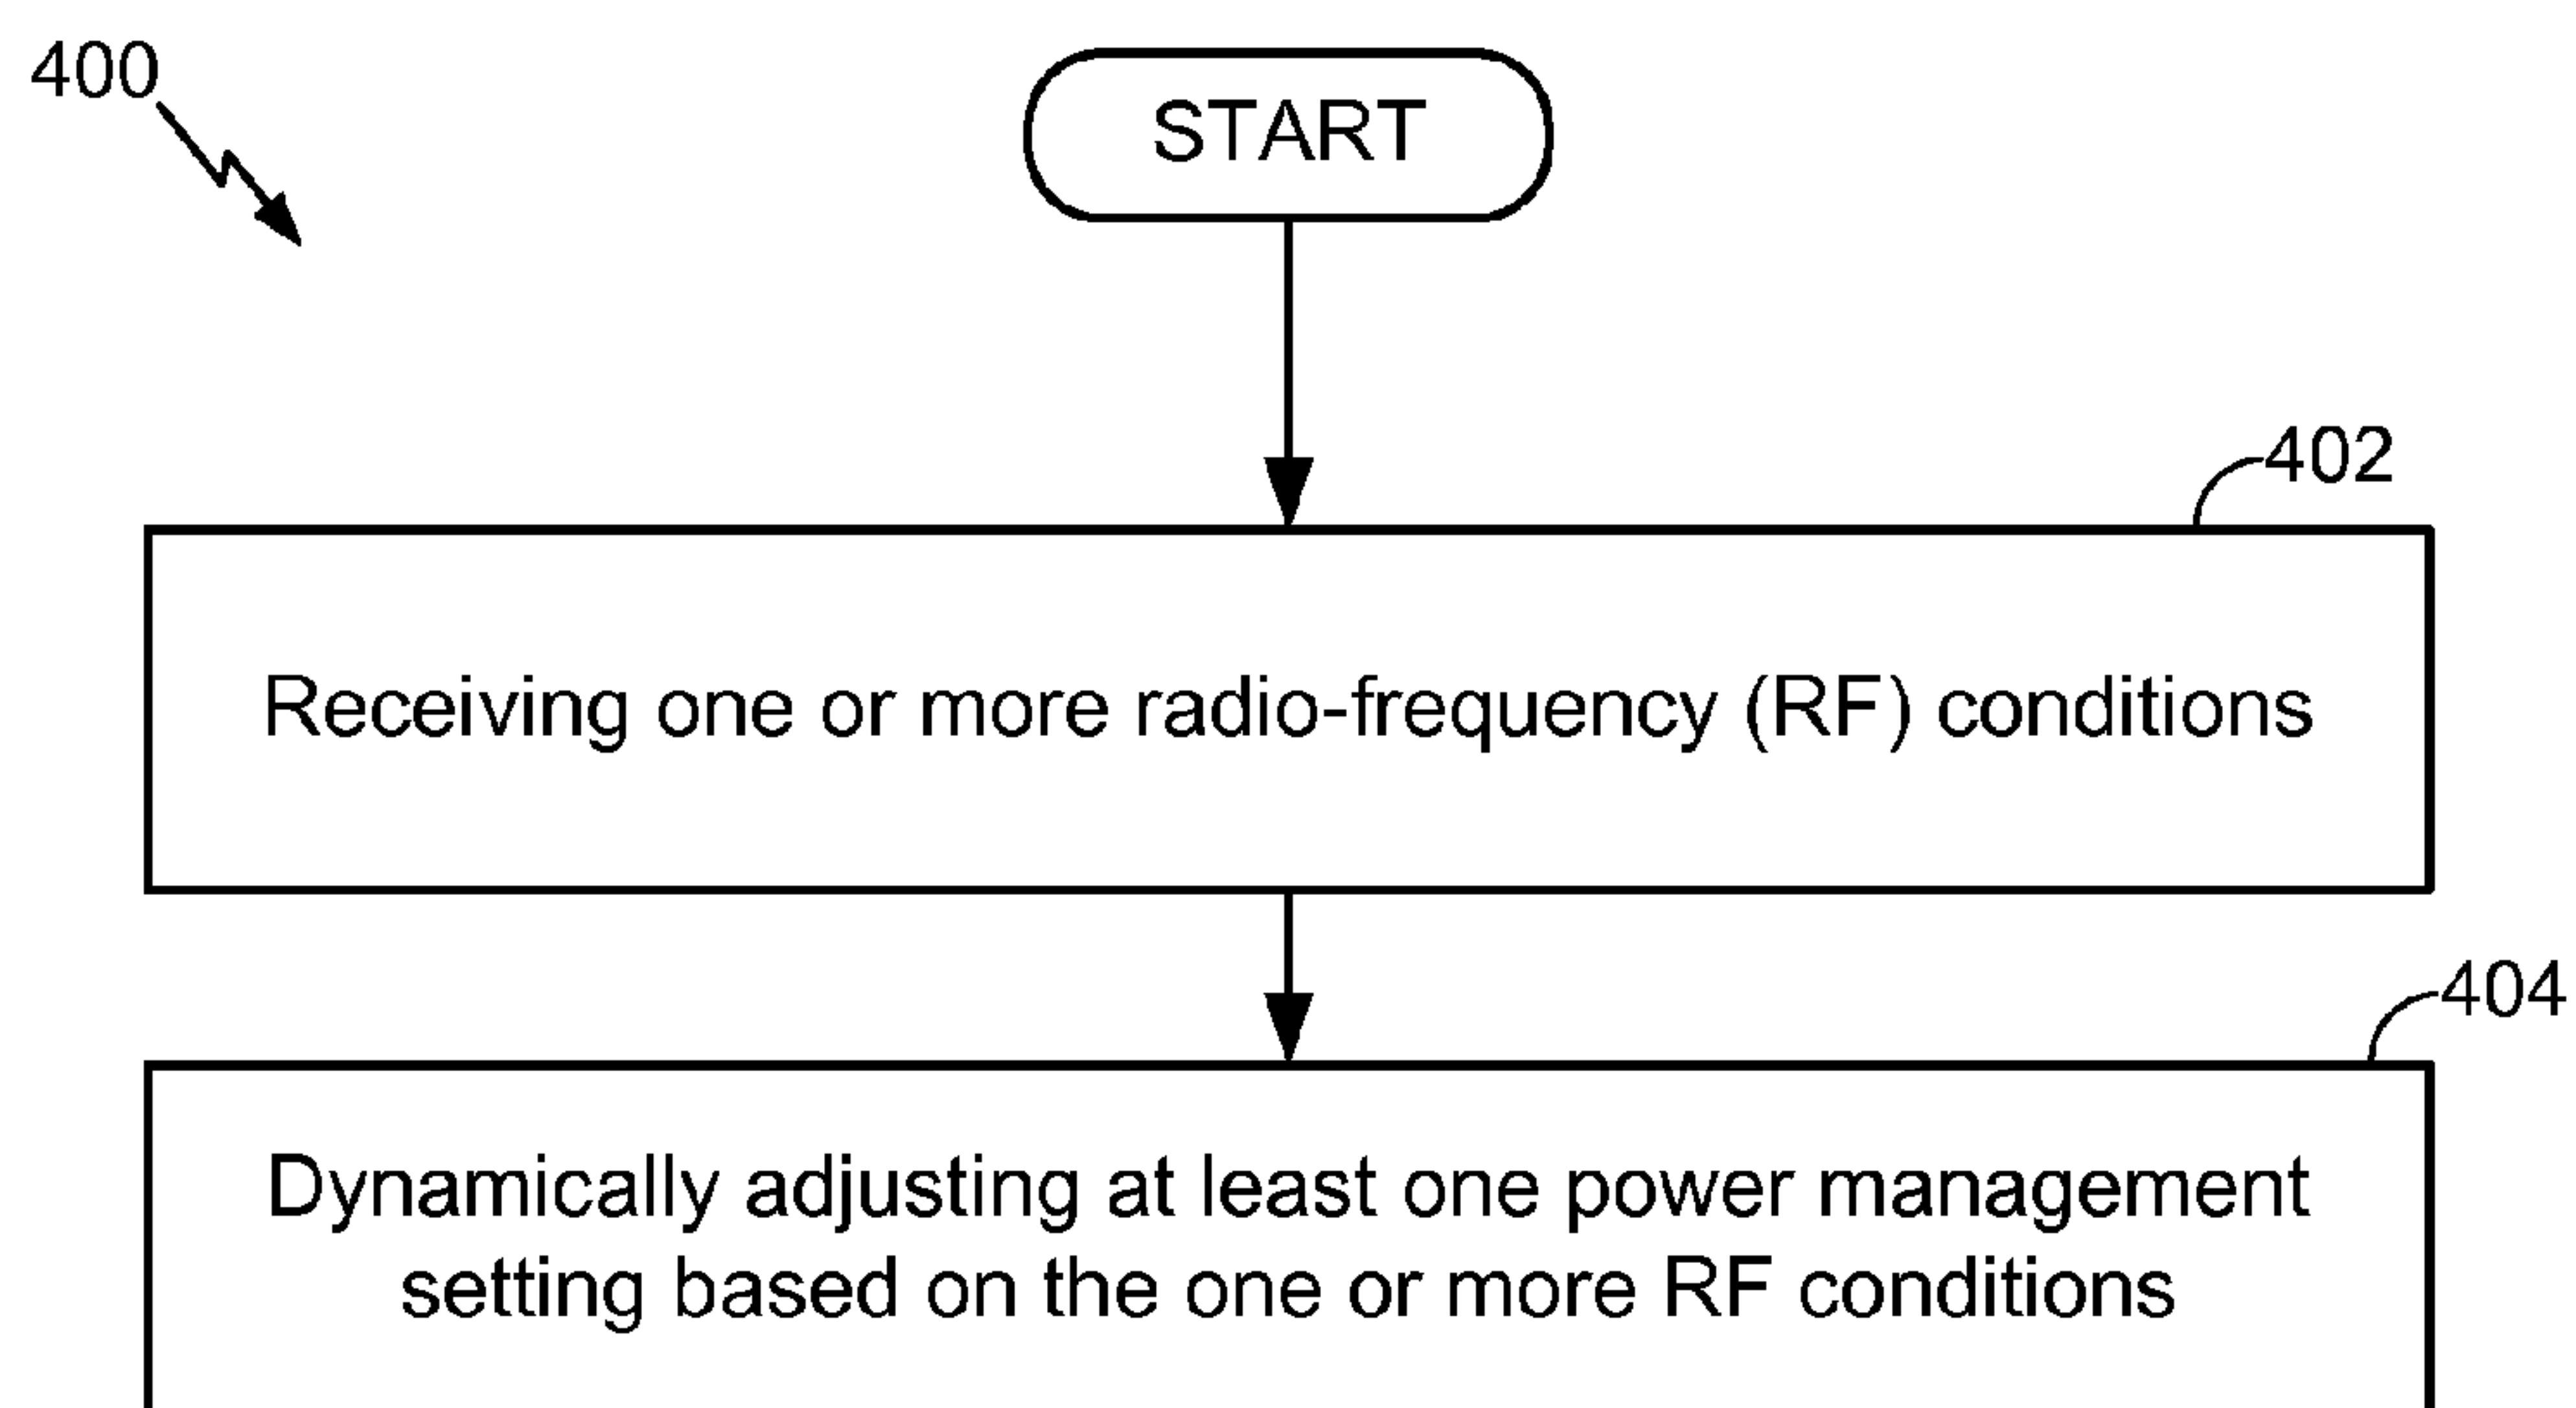 400
START
402
Receiving one or more radio-frequency (RF) conditions
404
Dynamically adjusting at least one power management
setting based on the one or more RF conditions